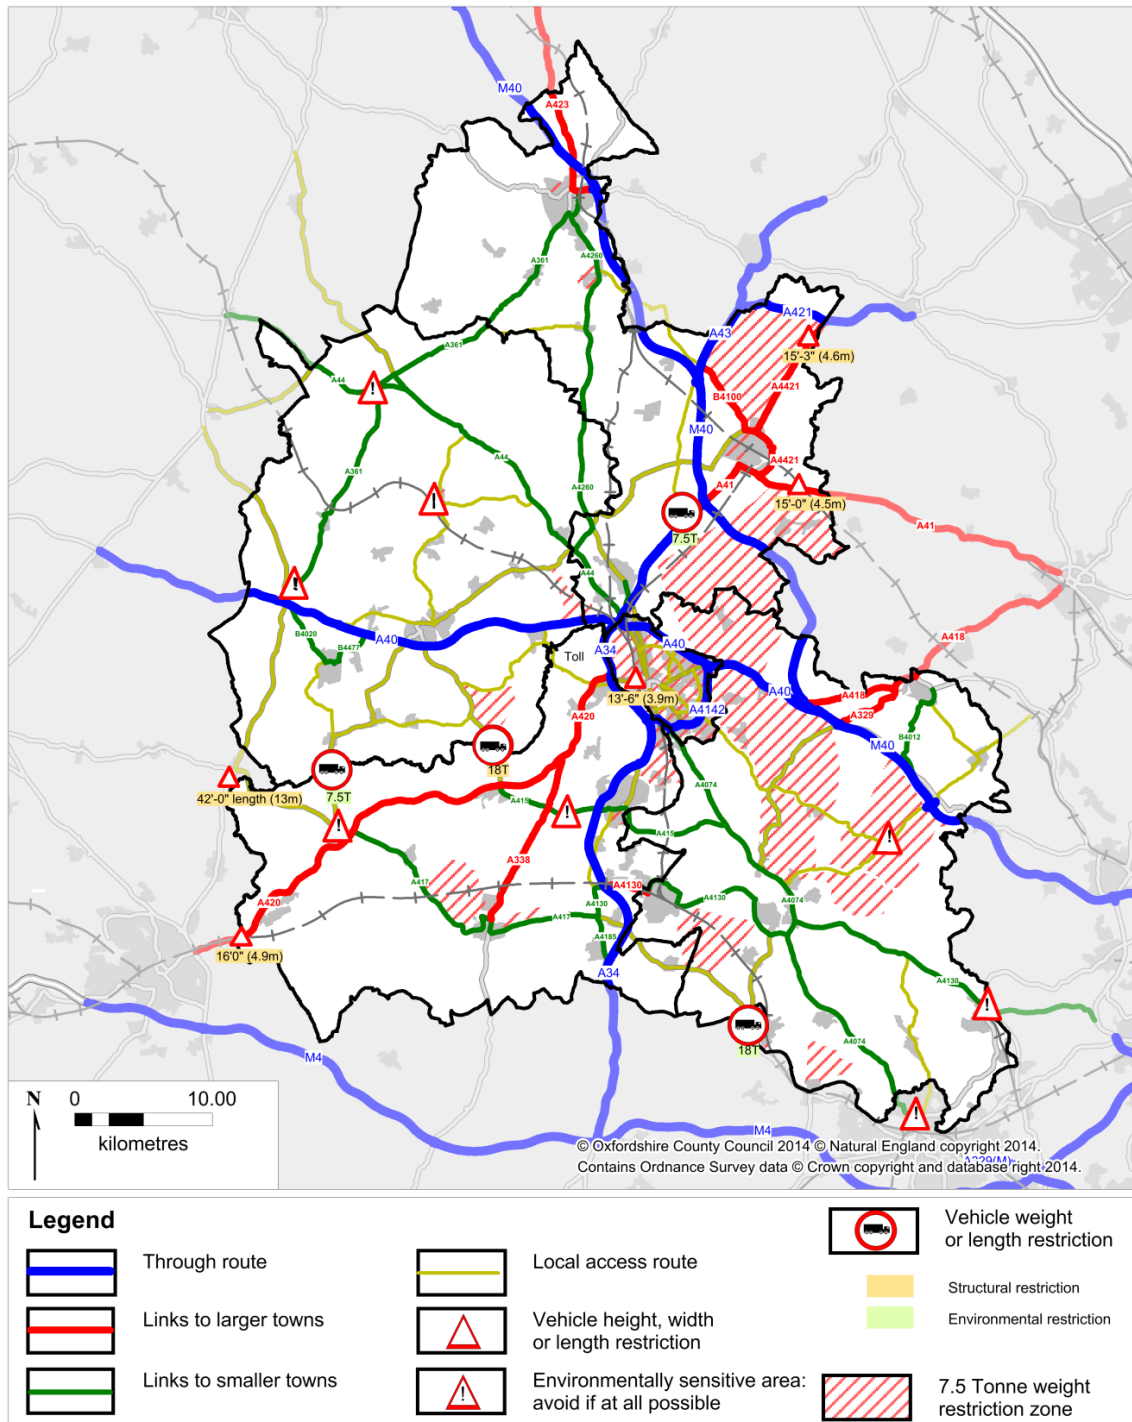 M40
A423
A361
A4260
A43
A421
15'-3" (4.6m)
A361
A44
B4100
A4421
M40
A44
A361
A4421
A41
A4260
15'-0" (4.5m)
7.5T
A41
A44
B4020
B4477
A40
Toll
A34
A40
A418
13'-6" (3.9m)
A40
A418
A420
A4142
A329
M40
B4012
18T
42'-0" length (13m)
7.5T
A4074
A415
A415
A338
A417
A4130
A4130
A4130
A4074
A420
A417
A4185
16'0" (4.9m)
A34
A4130
18T
A4074
M4
M4
A329(M)
N
0 10.00
kilometres
© Oxfordshire County Council 2014 © Natural England copyright 2014.
Contains Ordnance Survey data © Crown copyright and database right 2014.
Legend
Through route
Links to larger towns
Links to smaller towns
Local access route
Vehicle height, width
or length restriction
Environmentally sensitive area:
avoid if at all possible
Vehicle weight
or length restriction
Structural restriction
Environmental restriction
7.5 Tonne weight
restriction zone